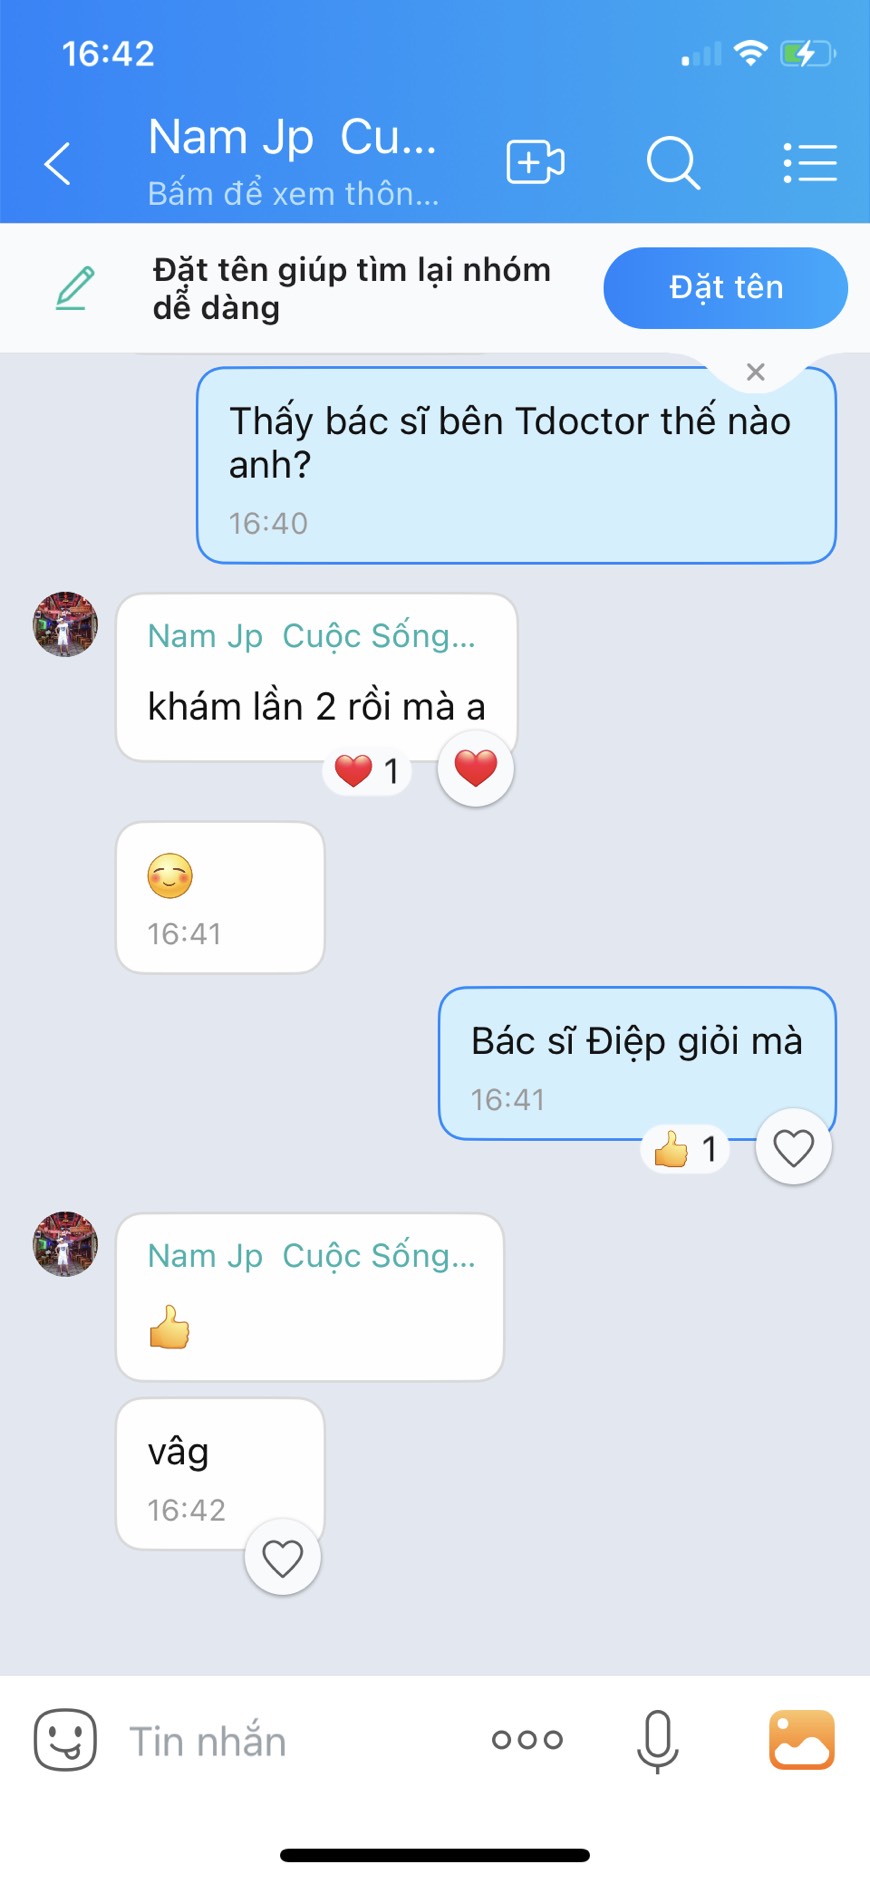 16:42
Nam Jp  Cu...
Bấm để xem thôn...
Đặt tên giúp tìm lại nhóm
dễ dàng
Đặt tên
Thấy bác sĩ bên Tdoctor thế nào
anh?
16:40
Nam Jp  Cuộc Sống...
khám lần 2 rồi mà a
1
16:41
Bác sĩ Điệp giỏi mà
16:41
1
Nam Jp  Cuộc Sống...
vâg
16:42
Tin nhắn